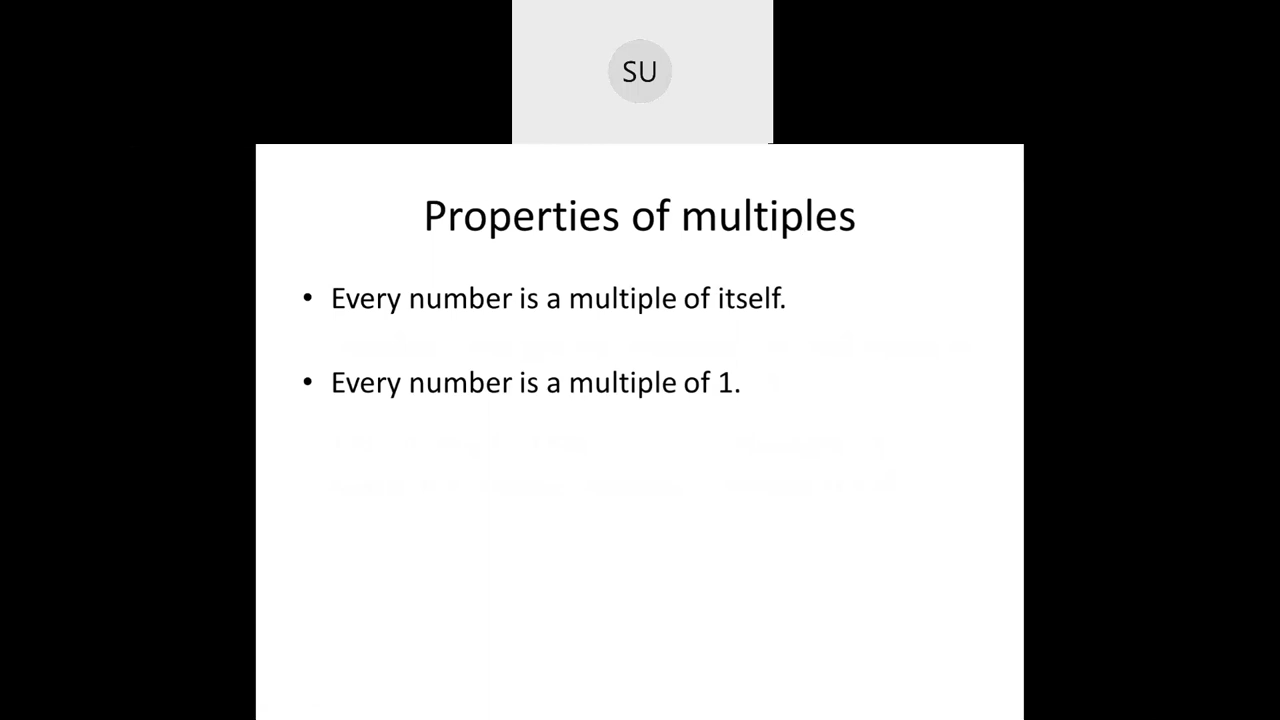 SU
Properties of multiples
• Every number is a multiple of itself.
• Every number is a multiple of 1.